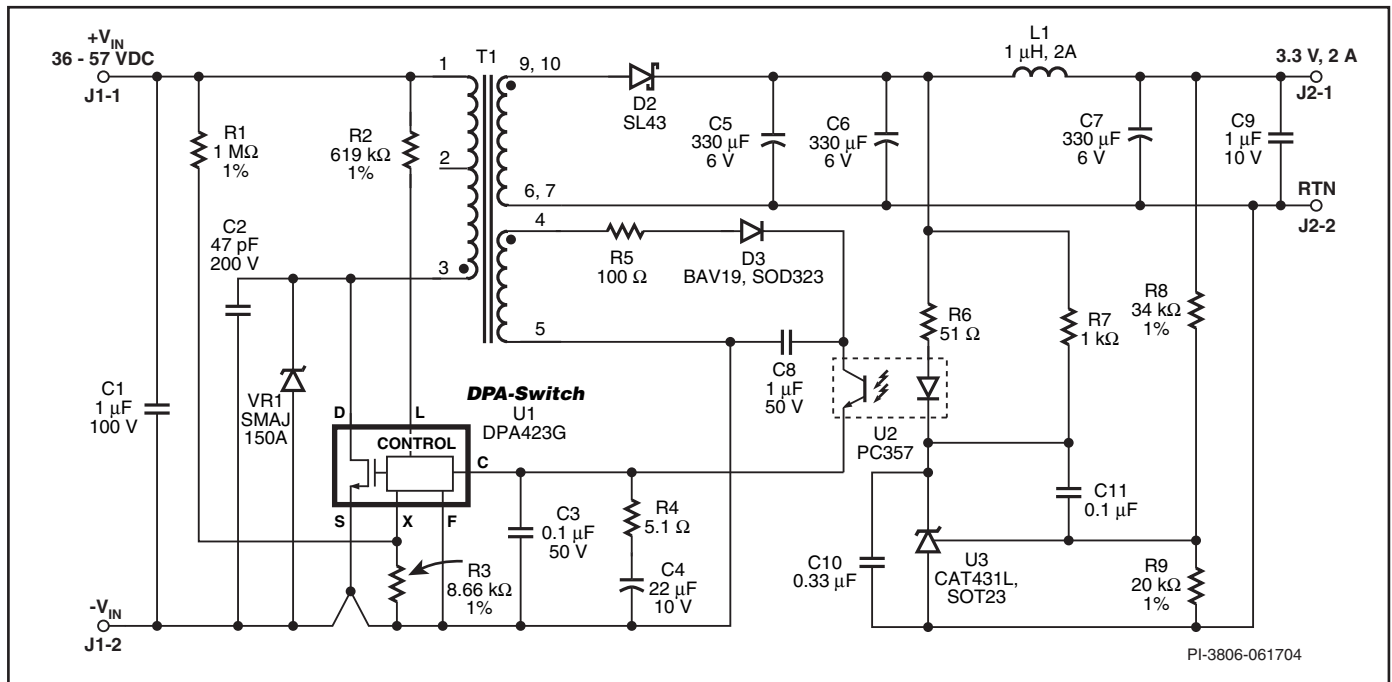 +VIN
36 - 57 VDC
J1-1
R1
1 MΩ
1%
R2
619 kΩ
1%
C2
47 pF
200 V
C1
1 μF
100 V
VR1
SMAJ
150A
1
2
3
T1
9, 10
6, 7
4
5
D2
SL43
C5
330 μF
6 V
C6
330 μF
6 V
L1
1 μH, 2A
C7
330 μF
6 V
C9
1 μF
10 V
3.3 V, 2 A
J2-1
RTN
J2-2
R5
100 Ω
D3
BAV19, SOD323
R6
51 Ω
R7
1 kΩ
R8
34 kΩ
1%
C8
1 μF
50 V
U2
PC357
DPA-Switch
U1
DPA423G
D
L
CONTROL
C
S
X
F
R3
8.66 kΩ
1%
C3
0.1 μF
50 V
R4
5.1 Ω
C4
22 μF
10 V
C10
0.33 μF
C11
0.1 μF
U3
CAT431L,
SOT23
R9
20 kΩ
1%
-VIN
J1-2
PI-3806-061704